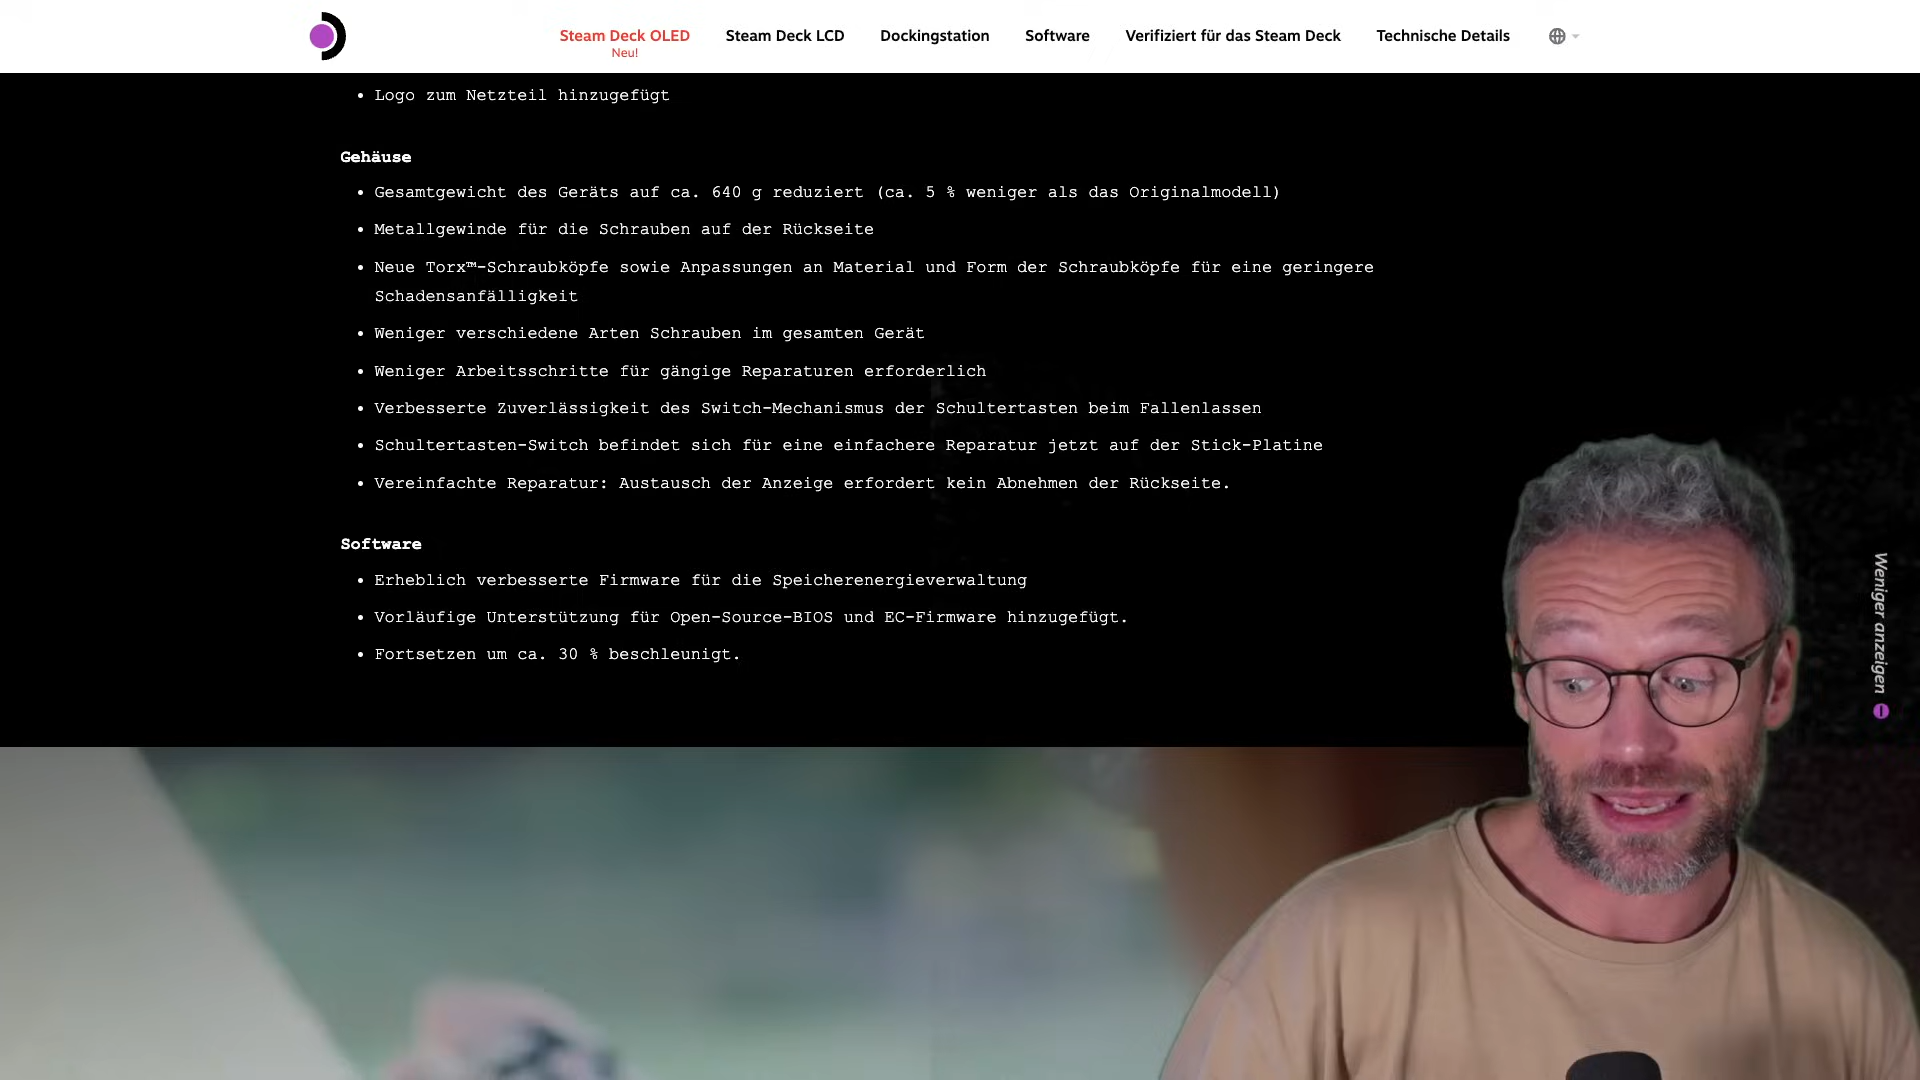 Steam Deck OLED
Neu!
Steam Deck LCD
Dockingstation
Software
Verifiziert für das Steam Deck
Technische Details
• Logo zum Netzteil hinzugefügt
Gehäuse
• Gesamtgewicht des Geräts auf ca. 640 g reduziert (ca. 5 % weniger als das Originalmodell)
• Metallgewinde für die Schrauben auf der Rückseite
• Neue Torx™-Schraubköpfe sowie Anpassungen an Material und Form der Schraubköpfe für eine geringere
Schadensanfälligkeit
• Weniger verschiedene Arten Schrauben im gesamten Gerät
• Weniger Arbeitsschritte für gängige Reparaturen erforderlich
• Verbesserte Zuverlässigkeit des Switch-Mechanismus der Schultertasten beim Fallenlassen
• Schultertasten-Switch befindet sich für eine einfachere Reparatur jetzt auf der Stick-Platine
• Vereinfachte Reparatur: Austausch der Anzeige erfordert kein Abnehmen der Rückseite.
Software
• Erheblich verbesserte Firmware für die Speicherenergieverwaltung
• Vorläufige Unterstützung für Open-Source-BIOS und EC-Firmware hinzugefügt.
• Fortsetzen um ca. 30 % beschleunigt.
Weniger anzeigen